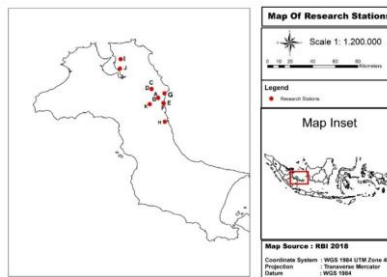 Map Of Research Stations
Scale 1: 1.200.000
Kilometers
Legend
Research Stations
Map Inset
Map Source : RBI 2018
Coordinate System : WGS 1984 UTM Zone 4
Projection : Transverse Mercator
Datum : WGS 1984
I
J
C
D
A
G
B
E
K
F
H